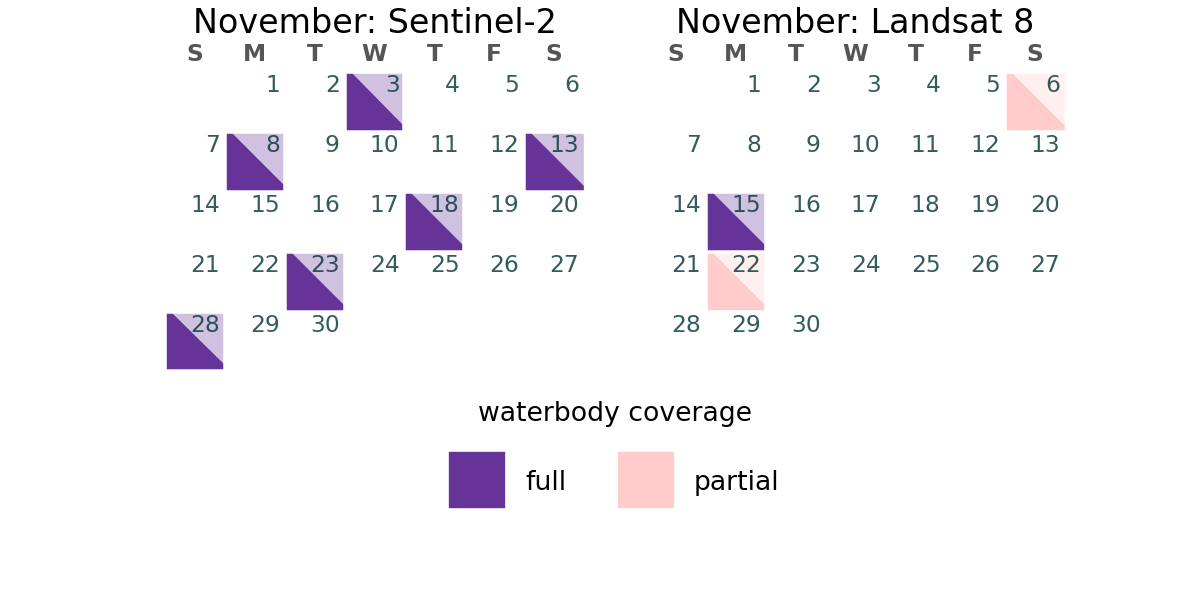 November: Sentinel-2
S M T W T F S
1 2 3 4 5 6
7 8 9 10 11 12 13
14 15 16 17 18 19 20
21 22 23 24 25 26 27
28 29 30
November: Landsat 8
S M T W T F S
1 2 3 4 5 6
7 8 9 10 11 12 13
14 15 16 17 18 19 20
21 22 23 24 25 26 27
28 29 30
waterbody coverage
full partial